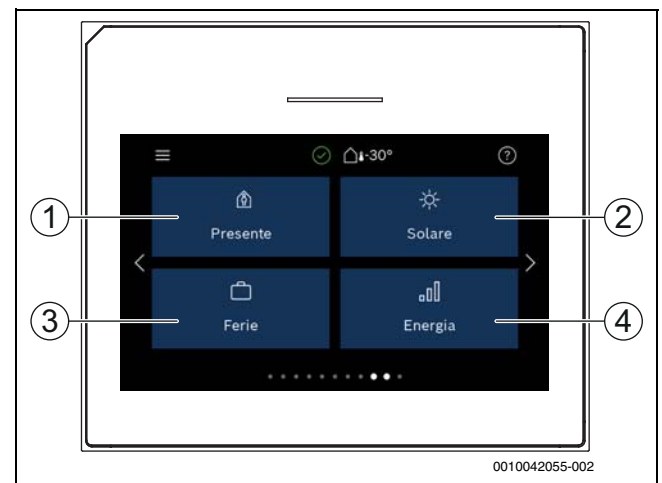 -30°
?
1
Presente
Solare
2
3
Ferie
Energia
4
0010042055-002